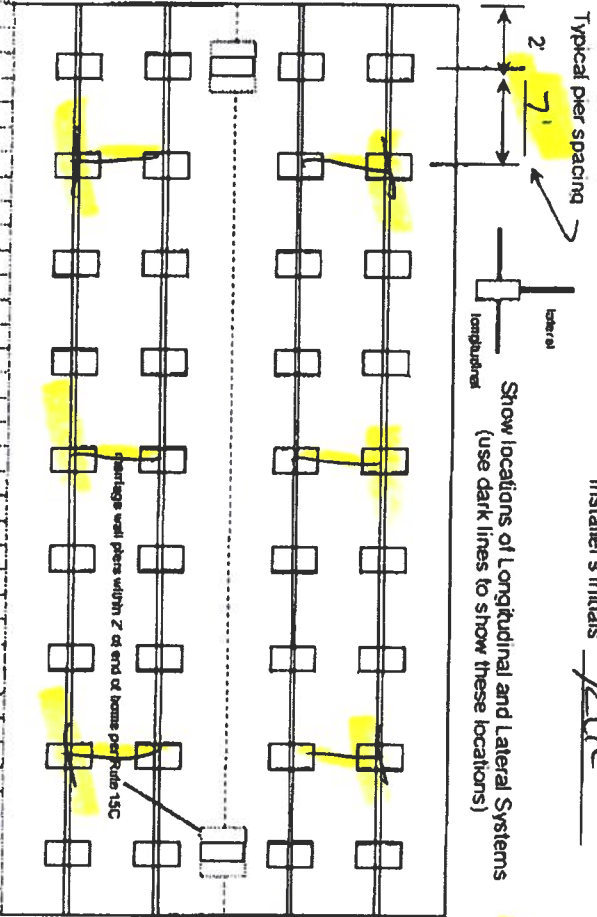 Installer's Initials
Typical pier spacing
2'
7'
lateral
longitudinal
Show locations of Longitudinal and Lateral Systems
(use dark lines to show these locations)
marriage wall piers within 2' of end of home per Rule 15C